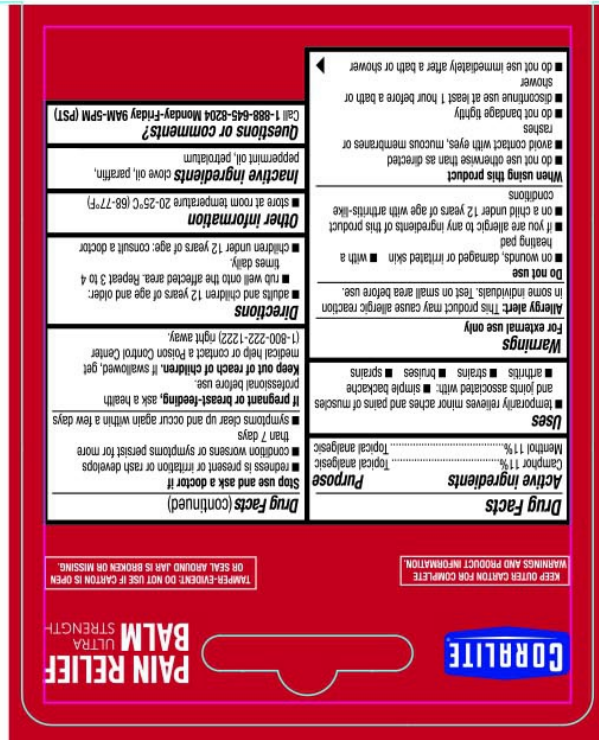 CORALITE
PAIN RELIEF
ULTRA
STRENGTH
BALM
KEEP OUTER CARTON FOR COMPLETE
WARNINGS AND PRODUCT INFORMATION.
TAMPER-EVIDENT: DO NOT USE IF CARTON IS OPEN
OR SEAL AROUND JAR IS BROKEN OR MISSING.
Drug Facts
Active ingredients Purpose
Camphor 11%........................................ Topical analgesic
Menthol 11%........................................ Topical analgesic
Uses
■ temporarily relieves minor aches and pains of muscles
and joints associated with: ■ simple backache
■ arthritis ■ strains ■ bruises ■ sprains
Warnings
For external use only
Allergy alert: This product may cause allergic reaction
in some individuals. Test on small area before use.
Do not use
■ on wounds, damaged or irritated skin ■ with a
heating pad
■ if you are allergic to any ingredients of this product
■ on a child under 12 years of age with arthritis-like
conditions
When using this product
■ do not use otherwise than as directed
■ avoid contact with eyes, mucous membranes or
rashes
■ do not bandage tightly
■ discontinue use at least 1 hour before a bath or
shower
■ do not use immediately after a bath or shower
Drug Facts (continued)
Stop use and ask a doctor if
■ redness is present or irritation or rash develops
■ condition worsens or symptoms persist for more
than 7 days
■ symptoms clear up and occur again within a few days
If pregnant or breast-feeding, ask a health
professional before use.
Keep out of reach of children. If swallowed, get
medical help or contact a Poison Control Center
(1-800-222-1222) right away.
Directions
■ adults and children 12 years of age and older:
■ rub well onto the affected area. Repeat 3 to 4
times daily.
■ children under 12 years of age: consult a doctor
Other information
■ store at room temperature 20-25°C (68-77°F)
Inactive ingredients clove oil, paraffin,
peppermint oil, petrolatum
Questions or comments?
Call 1-888-645-8204 Monday-Friday 9AM-5PM (PST)